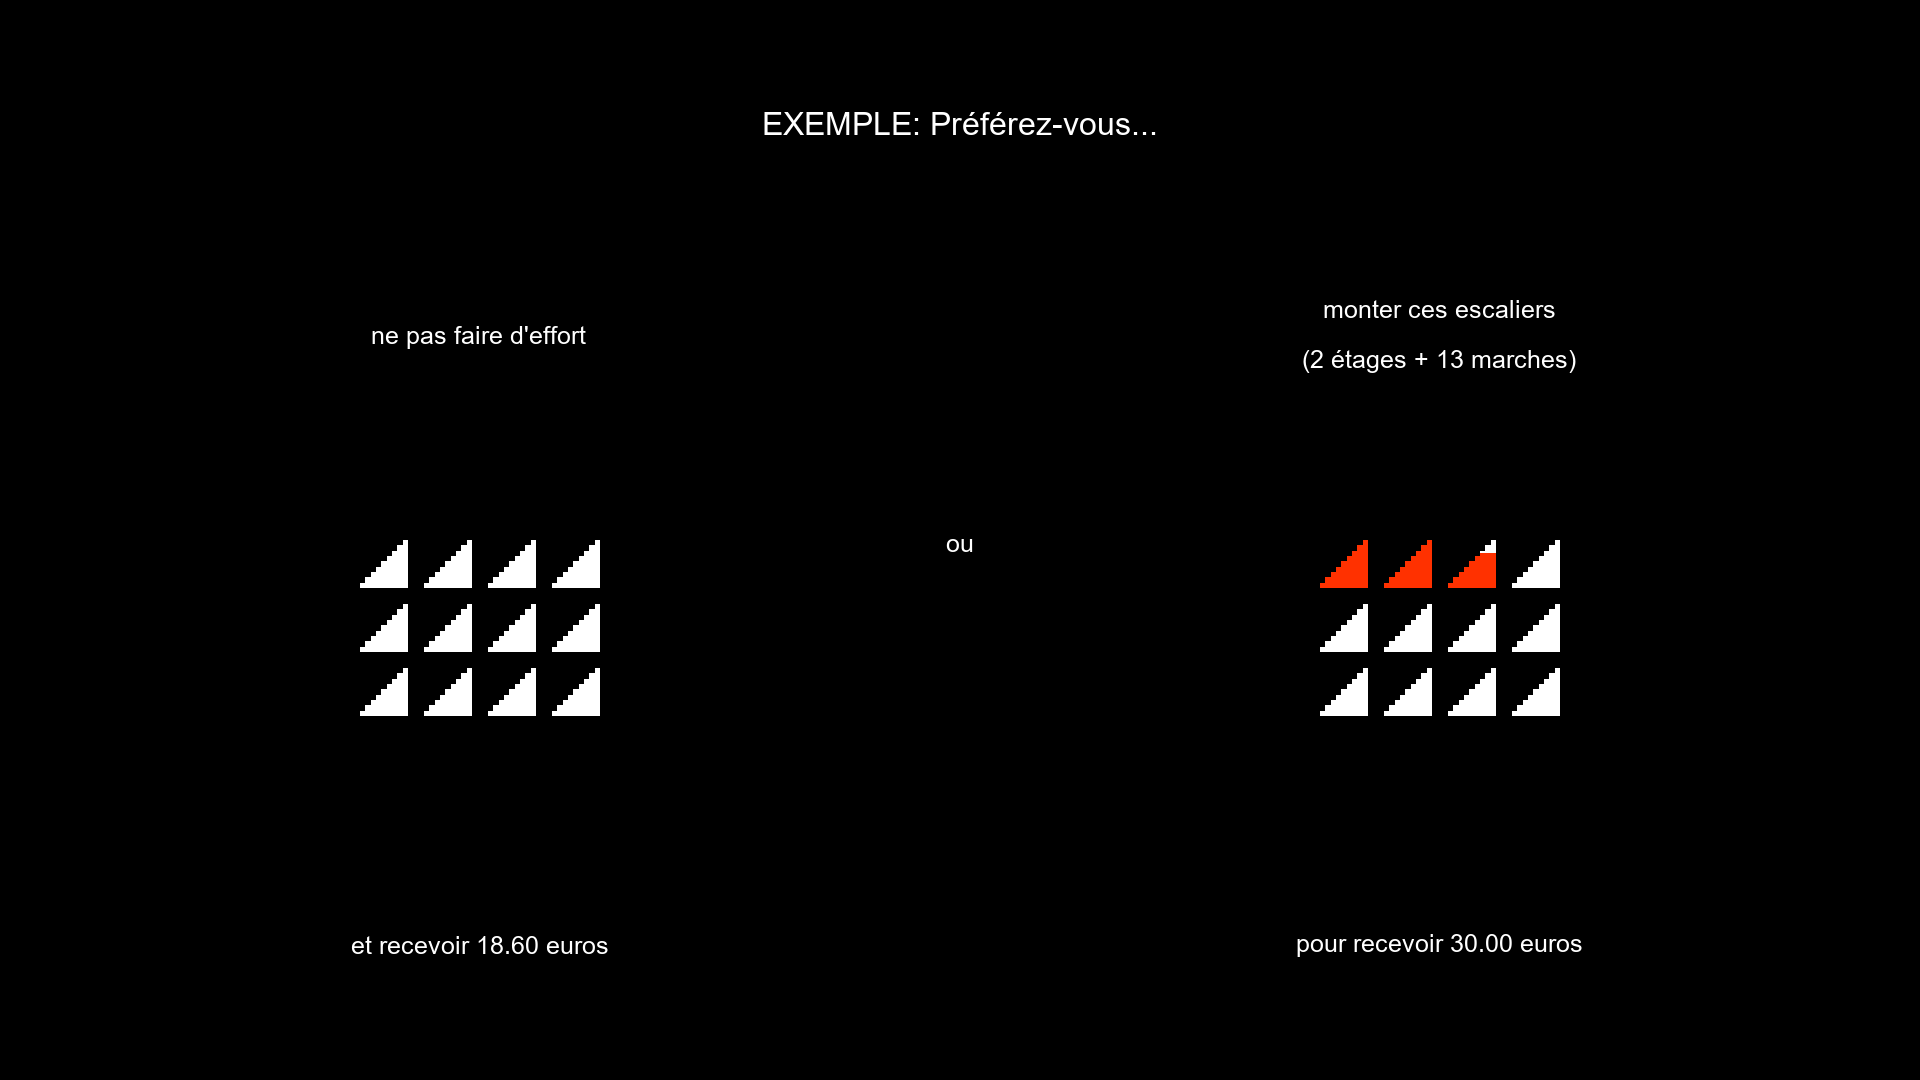 EXEMPLE: Préférez-vous...
ne pas faire d'effort
monter ces escaliers
(2 étages + 13 marches)
ou
et recevoir 18.60 euros
pour recevoir 30.00 euros